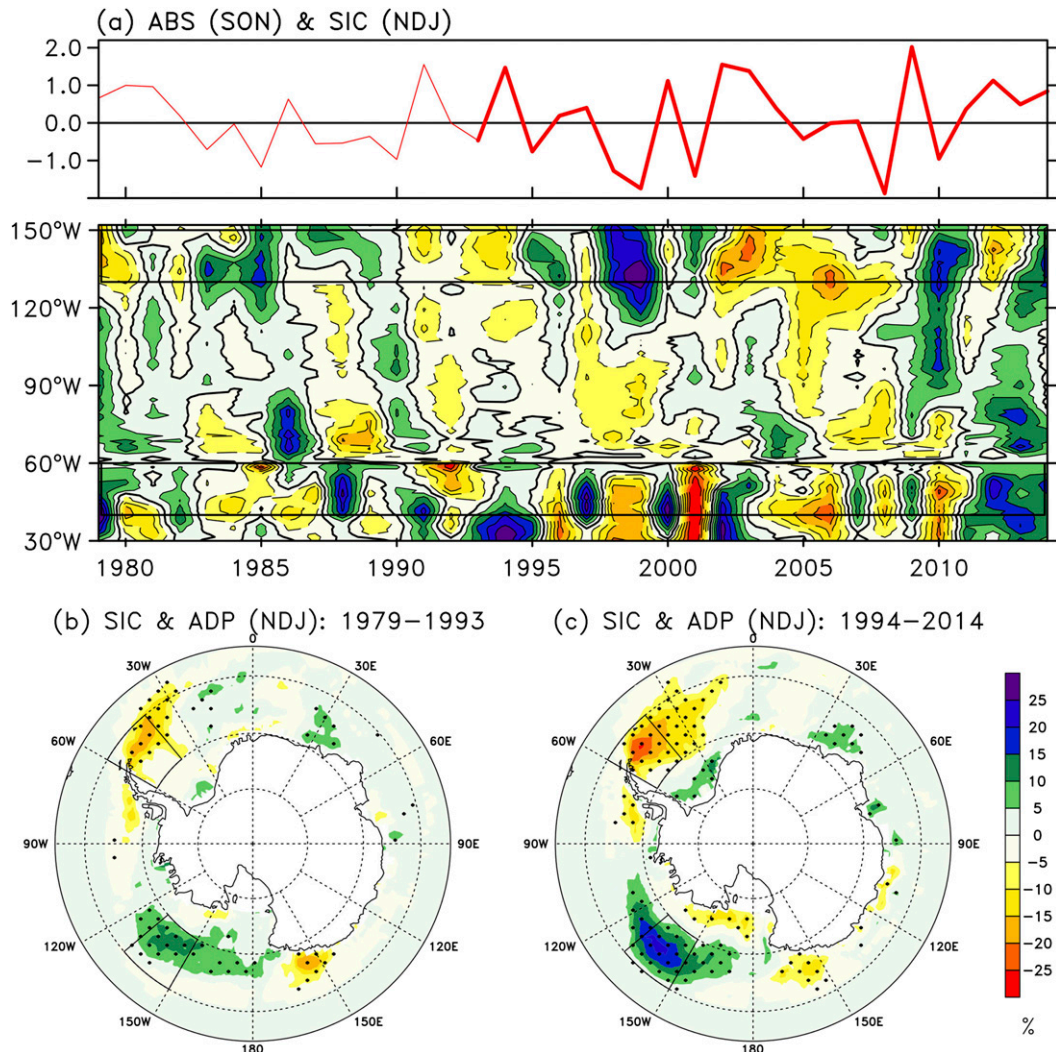 (a) ABS (SON) & SIC (NDJ)
2.0
1.0
0.0
−1.0
150°W
120°W
90°W
60°W
30°W
1980 1985 1990 1995 2000 2005 2010
(b) SIC & ADP (NDJ): 1979−1993 (c) SIC & ADP (NDJ): 1994−2014
0 0
30W 30E 30W 30E
60W 60E 60W 60E
90W 90E 90W 90E
120W 120E 120W 120E
150W 150E 150W 150E
180 180
25
20
15
10
5
0
−5
−10
−15
−20
−25
%